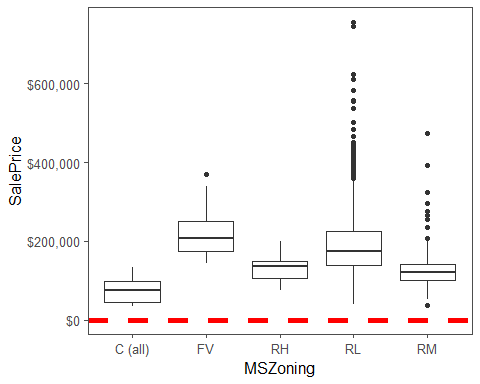 SalePrice
$600,000
$400,000
$200,000
$0
C (all) FV RH RL RM
MSZoning